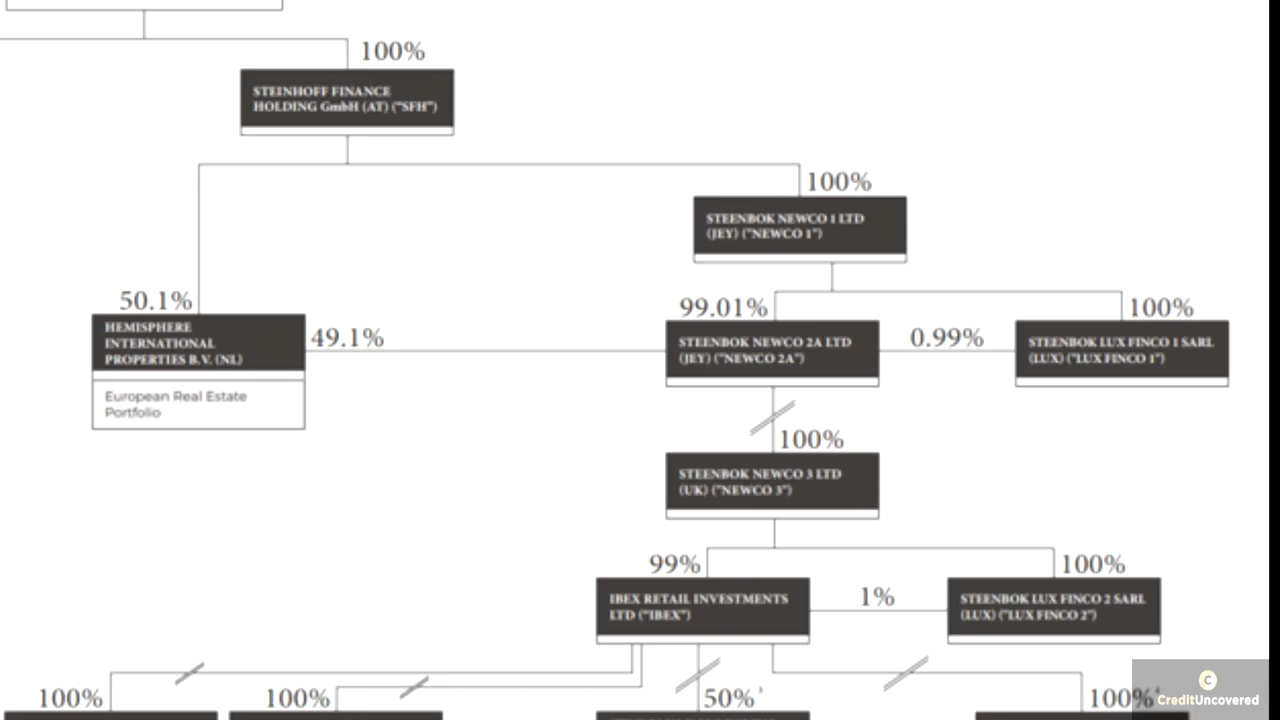 100%
STEINHOFF FINANCE
HOLDING GmbH (AT) ("SFH")
100%
STEENBOK NEWCO 1 LTD
(JEY) ("NEWCO 1")
50.1%
HEMISPHERE
INTERNATIONAL
PROPERTIES B.V. (NL)
European Real Estate
Portfolio
49.1%
99.01%
STEENBOK NEWCO 2A LTD
(JEY) ("NEWCO 2A")
0.99%
100%
STEENBOK LUX FINCO 1 SARL
(LUX) ("LUX FINCO 1")
100%
STEENBOK NEWCO 3 LTD
(UK) ("NEWCO 3")
99%
IBEX RETAIL INVESTMENTS
LTD ("IBEX")
1%
100%
STEENBOK LUX FINCO 2 SARL
(LUX) ("LUX FINCO 2")
100%
100%
50%
100%
C
CreditUncovered